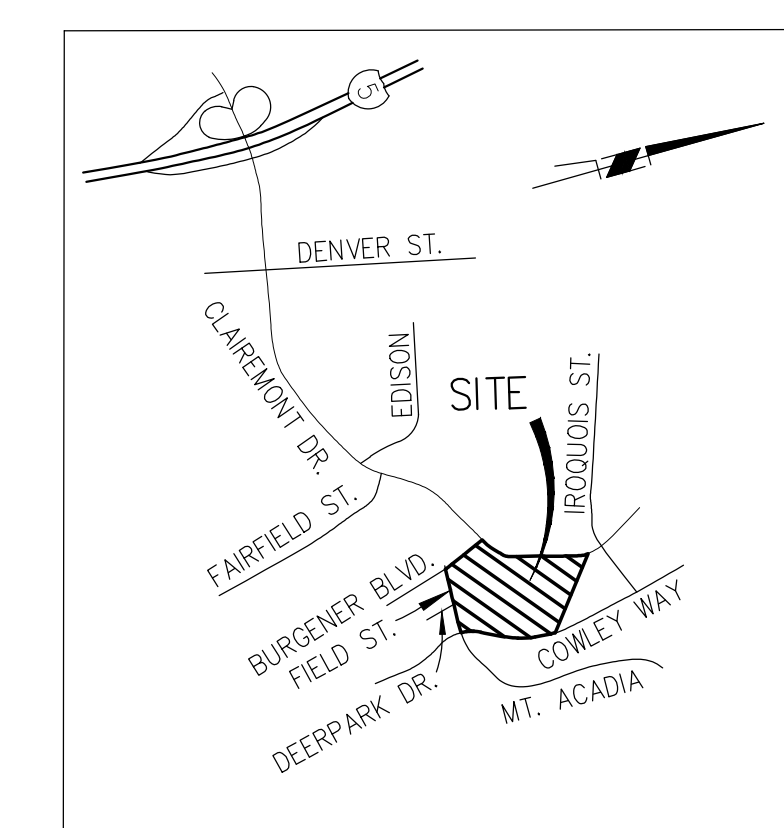 5
DENVER ST.
CLAIREMONT DR.
EDISON
SITE
IROQUOIS ST.
FAIRFIELD ST.
BURGENER BLVD.
FIELD ST.
COWLEY WAY
DEERPARK DR.
MT. ACADIA